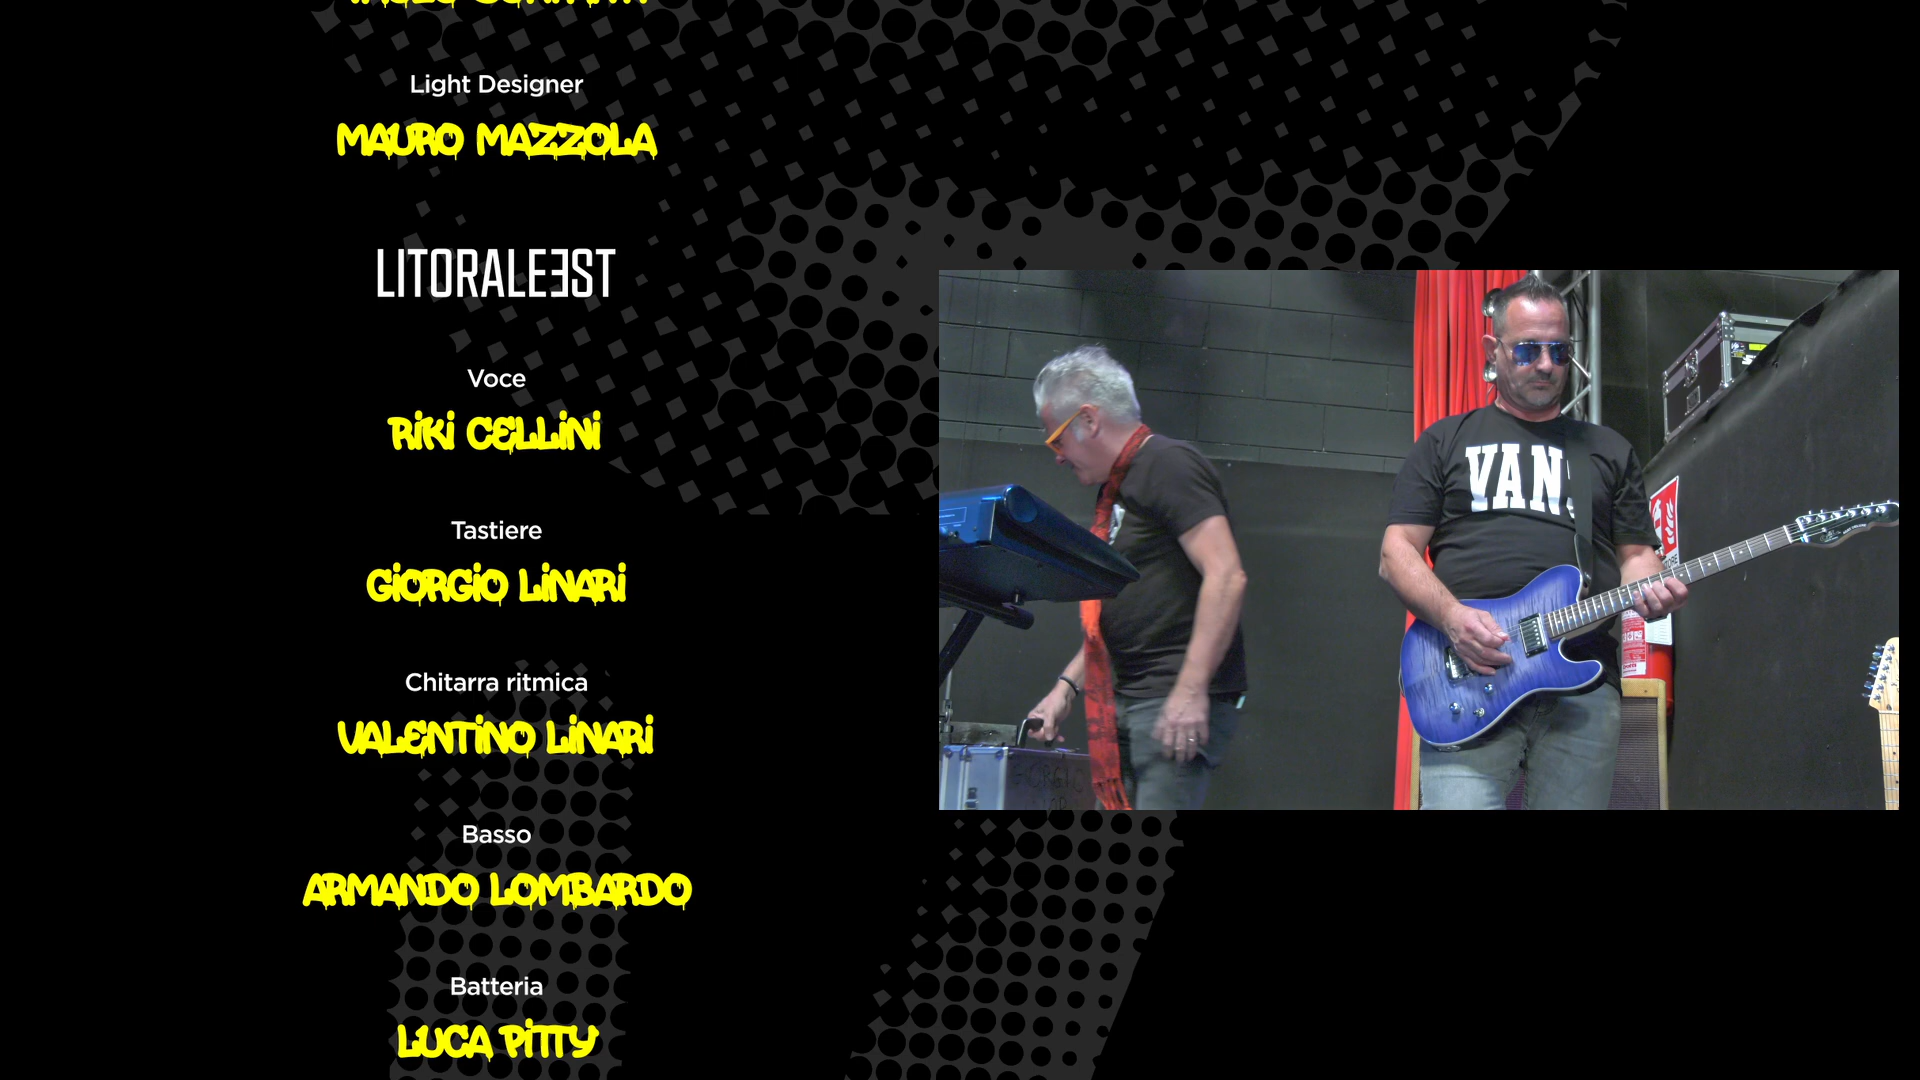 Light Designer
MAURO MAZZOLA
LITORALEEST
Voce
RiKi CELLiNi
Tastiere
GiORGiO LiNARi
Chitarra ritmica
VALENTiNO LiNARi
Basso
ARMANDO LOMBARDO
Batteria
LUCA PiTTY
VANS
GIORGIO